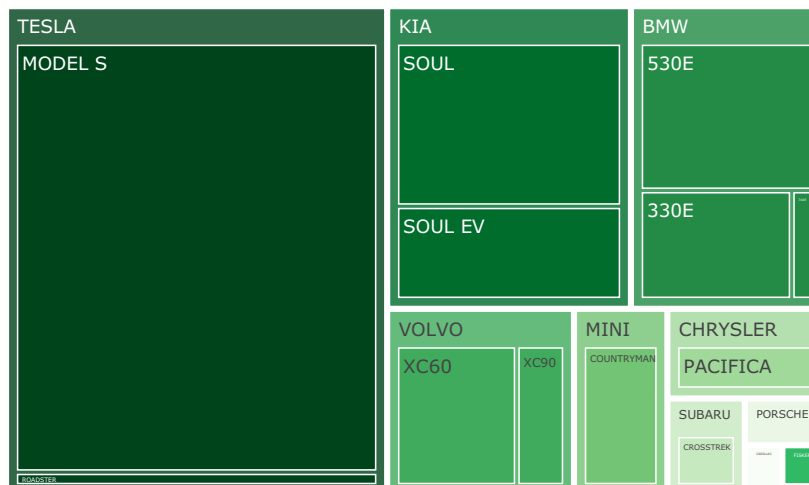 TESLA
MODEL S
ROADSTER
KIA
SOUL
SOUL EV
BMW
530E
330E
VOLVO
XC60
XC90
MINI
COUNTRYMAN
CHRYSLER
PACIFICA
SUBARU
CROSSTREK
PORSCHE